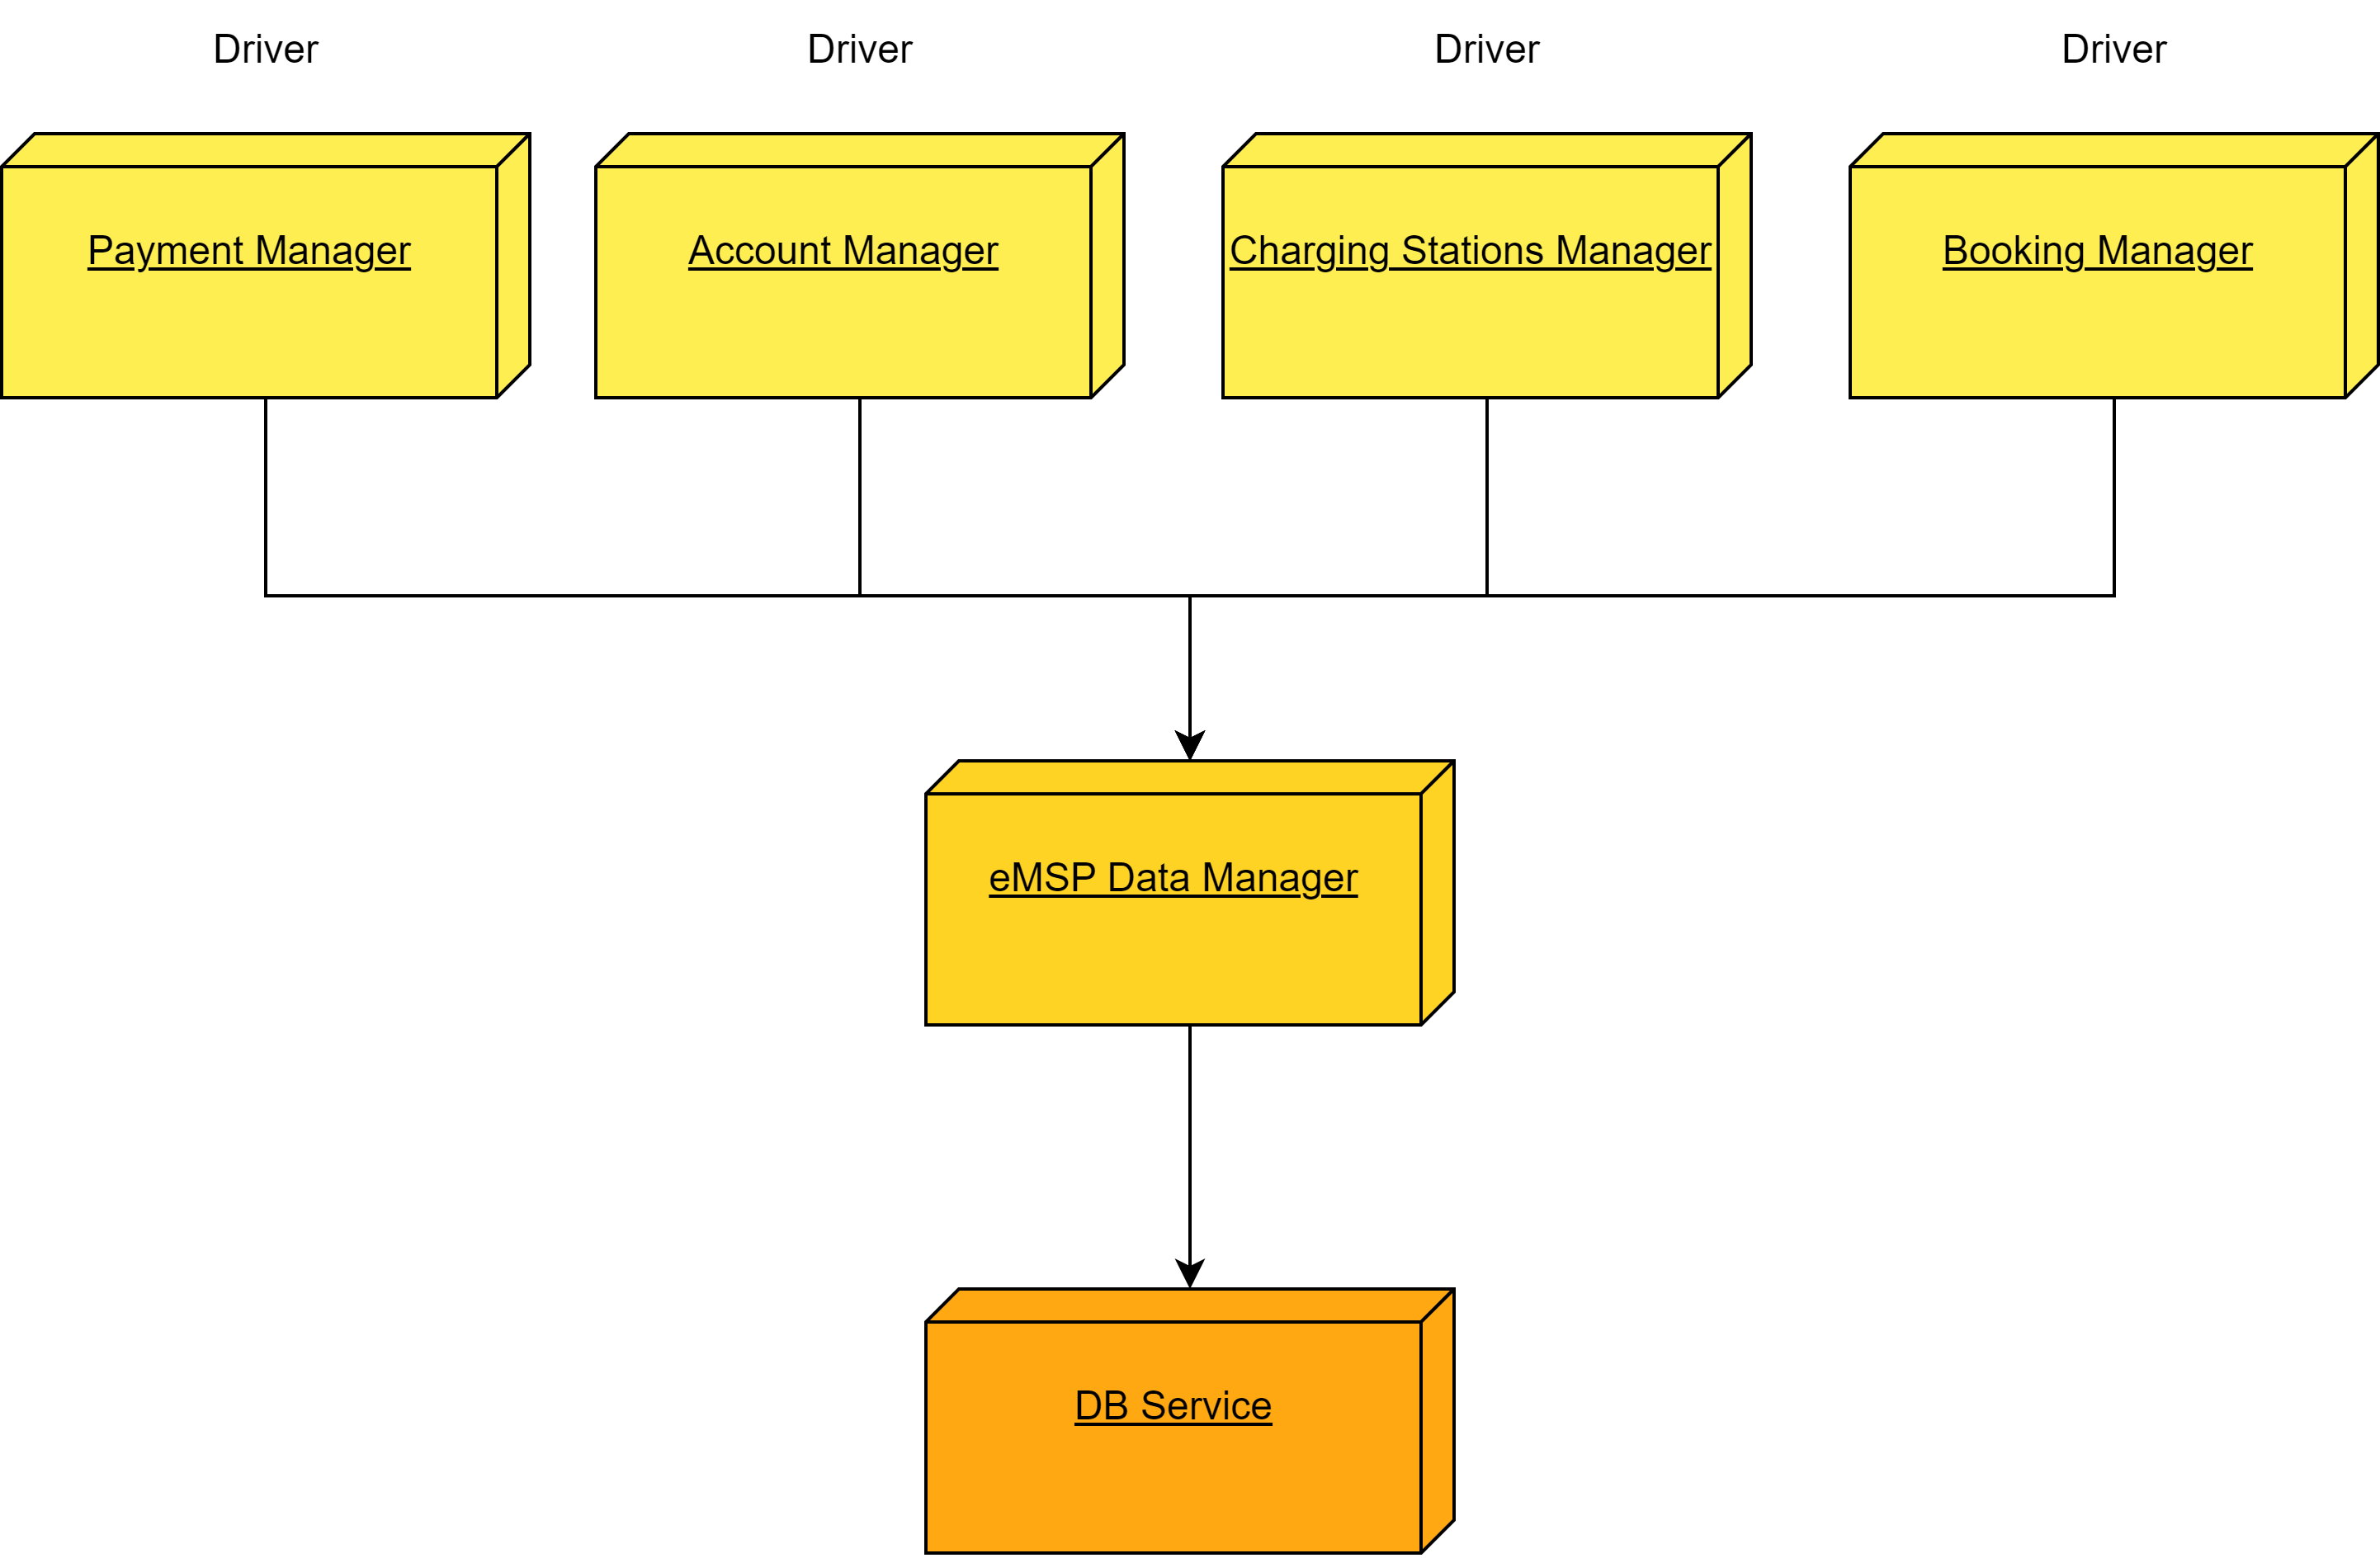 Driver
Driver
Driver
Driver
Payment Manager
Account Manager
Charging Stations Manager
Booking Manager
eMSP Data Manager
DB Service